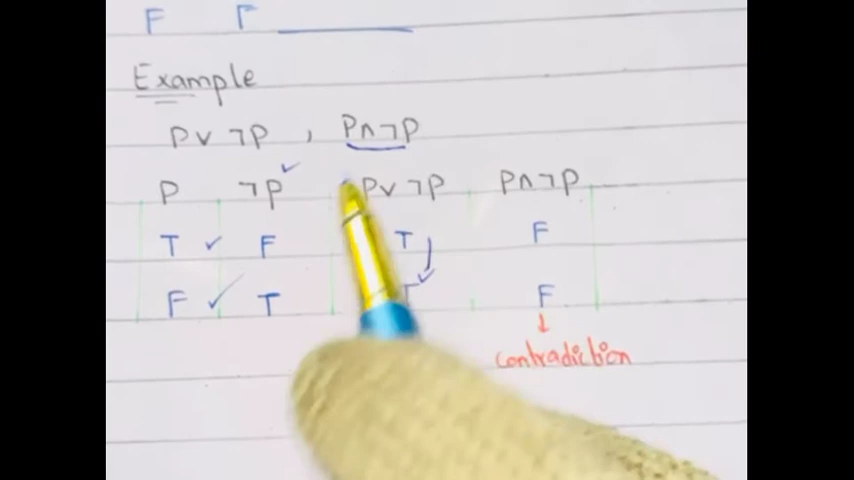 F F
Example
P∨ ¬P , P∧¬P
P ¬P P∨ ¬P P∧¬P
T F T F
F T T F
contradiction